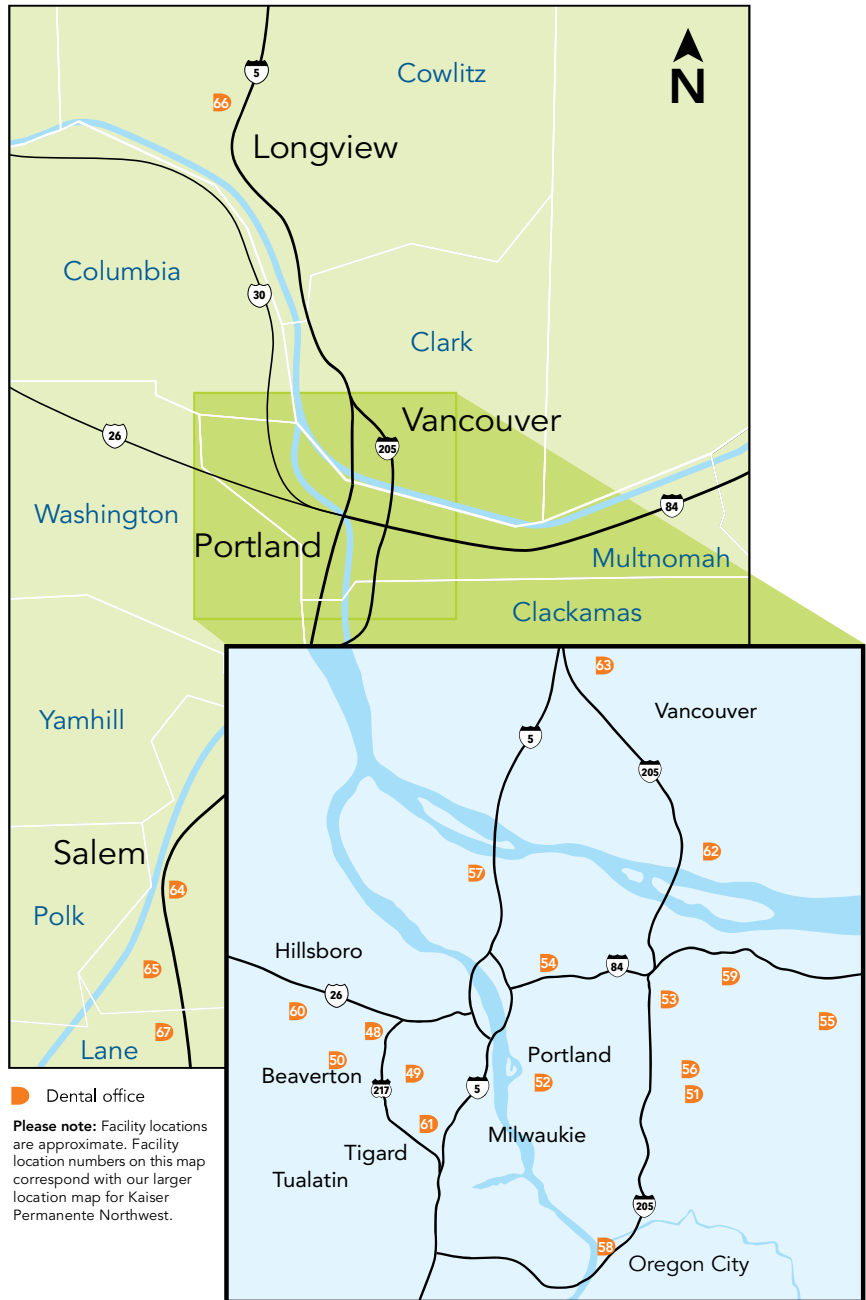 5
Cowlitz
N
66
Longview
Columbia
30
Clark
Vancouver
26
205
Washington
84
Portland
Multnomah
Clackamas
63
Yamhill
Vancouver
5
205
Salem
62
57
64
Polk
Hillsboro
54
84
65
59
26
53
60
55
67
48
Lane
50
Portland
56
Beaverton
49
217
5
52
51
61
Milwaukie
Tigard
Tualatin
205
58
Oregon City
Dental office
Please note: Facility locations
are approximate. Facility
location numbers on this map
correspond with our larger
location map for Kaiser
Permanente Northwest.